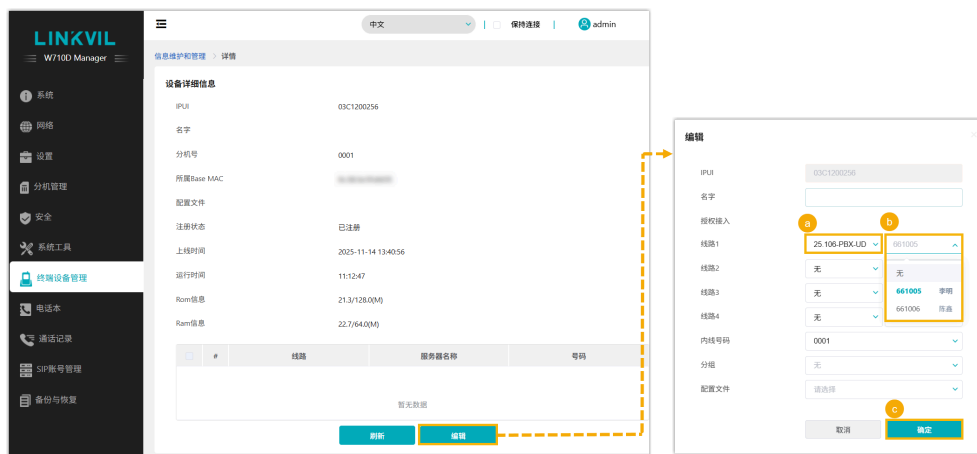 LINKVIL
W710D Manager
系统
网络
设置
分机管理
安全
系统工具
终端设备管理
电话本
通话记录
SIP账号管理
备份与恢复
中文
保持连接
admin
信息维护和管理 > 详情
设备详细信息
IPUI 03C1200256
名字
分机号 0001
所属Base MAC
配置文件
注册状态 已注册
上线时间 2025-11-14 13:40:56
运行时间 11:12:47
Rom信息 21.3/128.0(M)
Ram信息 22.7/64.0(M)
# 线路 服务器名称 号码
暂无数据
刷新 编辑
编辑
IPUI 03C1200256
名字
授权接入
a b
线路1 25.106-PBX-UD 661005
线路2 无
线路3 无
线路4 无
无
661005 李明
661006 陈鑫
内线号码 0001
分组 无
配置文件 请选择
c
取消 确定